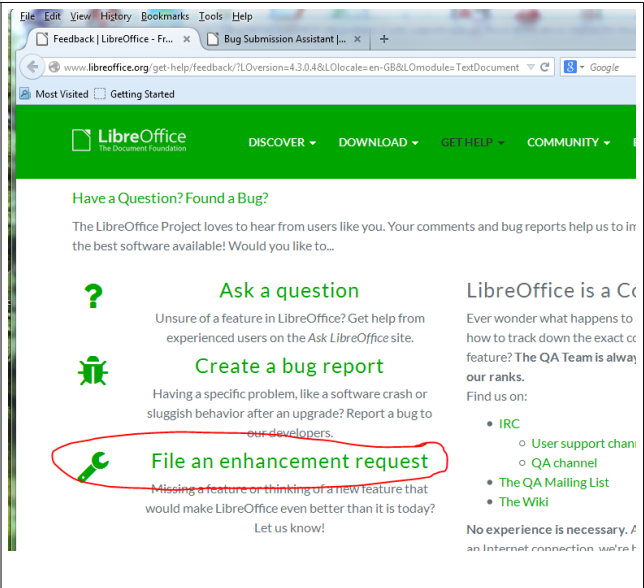 File Edit View History Bookmarks Tools Help
Feedback | LibreOffice - Fr... × Bug Submission Assistant |... × +
www.libreoffice.org/get-help/feedback/?LOversion=4.3.0.4&LOlocale=en-GB&LOmodule=TextDocument Google
Most Visited Getting Started
LibreOffice
The Document Foundation
DISCOVER DOWNLOAD GET HELP COMMUNITY
Have a Question? Found a Bug?
The LibreOffice Project loves to hear from users like you. Your comments and bug reports help us to im
the best software available! Would you like to...
? Ask a question
Unsure of a feature in LibreOffice? Get help from
experienced users on the Ask LibreOffice site.
Create a bug report
Having a specific problem, like a software crash or
sluggish behavior after an upgrade? Report a bug to
our developers.
File an enhancement request
Missing a feature or thinking of a new feature that
would make LibreOffice even better than it is today?
Let us know!
LibreOffice is a Co
Ever wonder what happens to
how to track down the exact co
feature? The QA Team is alway
our ranks.
Find us on:
• IRC
○ User support chan
○ QA channel
• The QA Mailing List
• The Wiki
No experience is necessary. A
an Internet connection, we're h